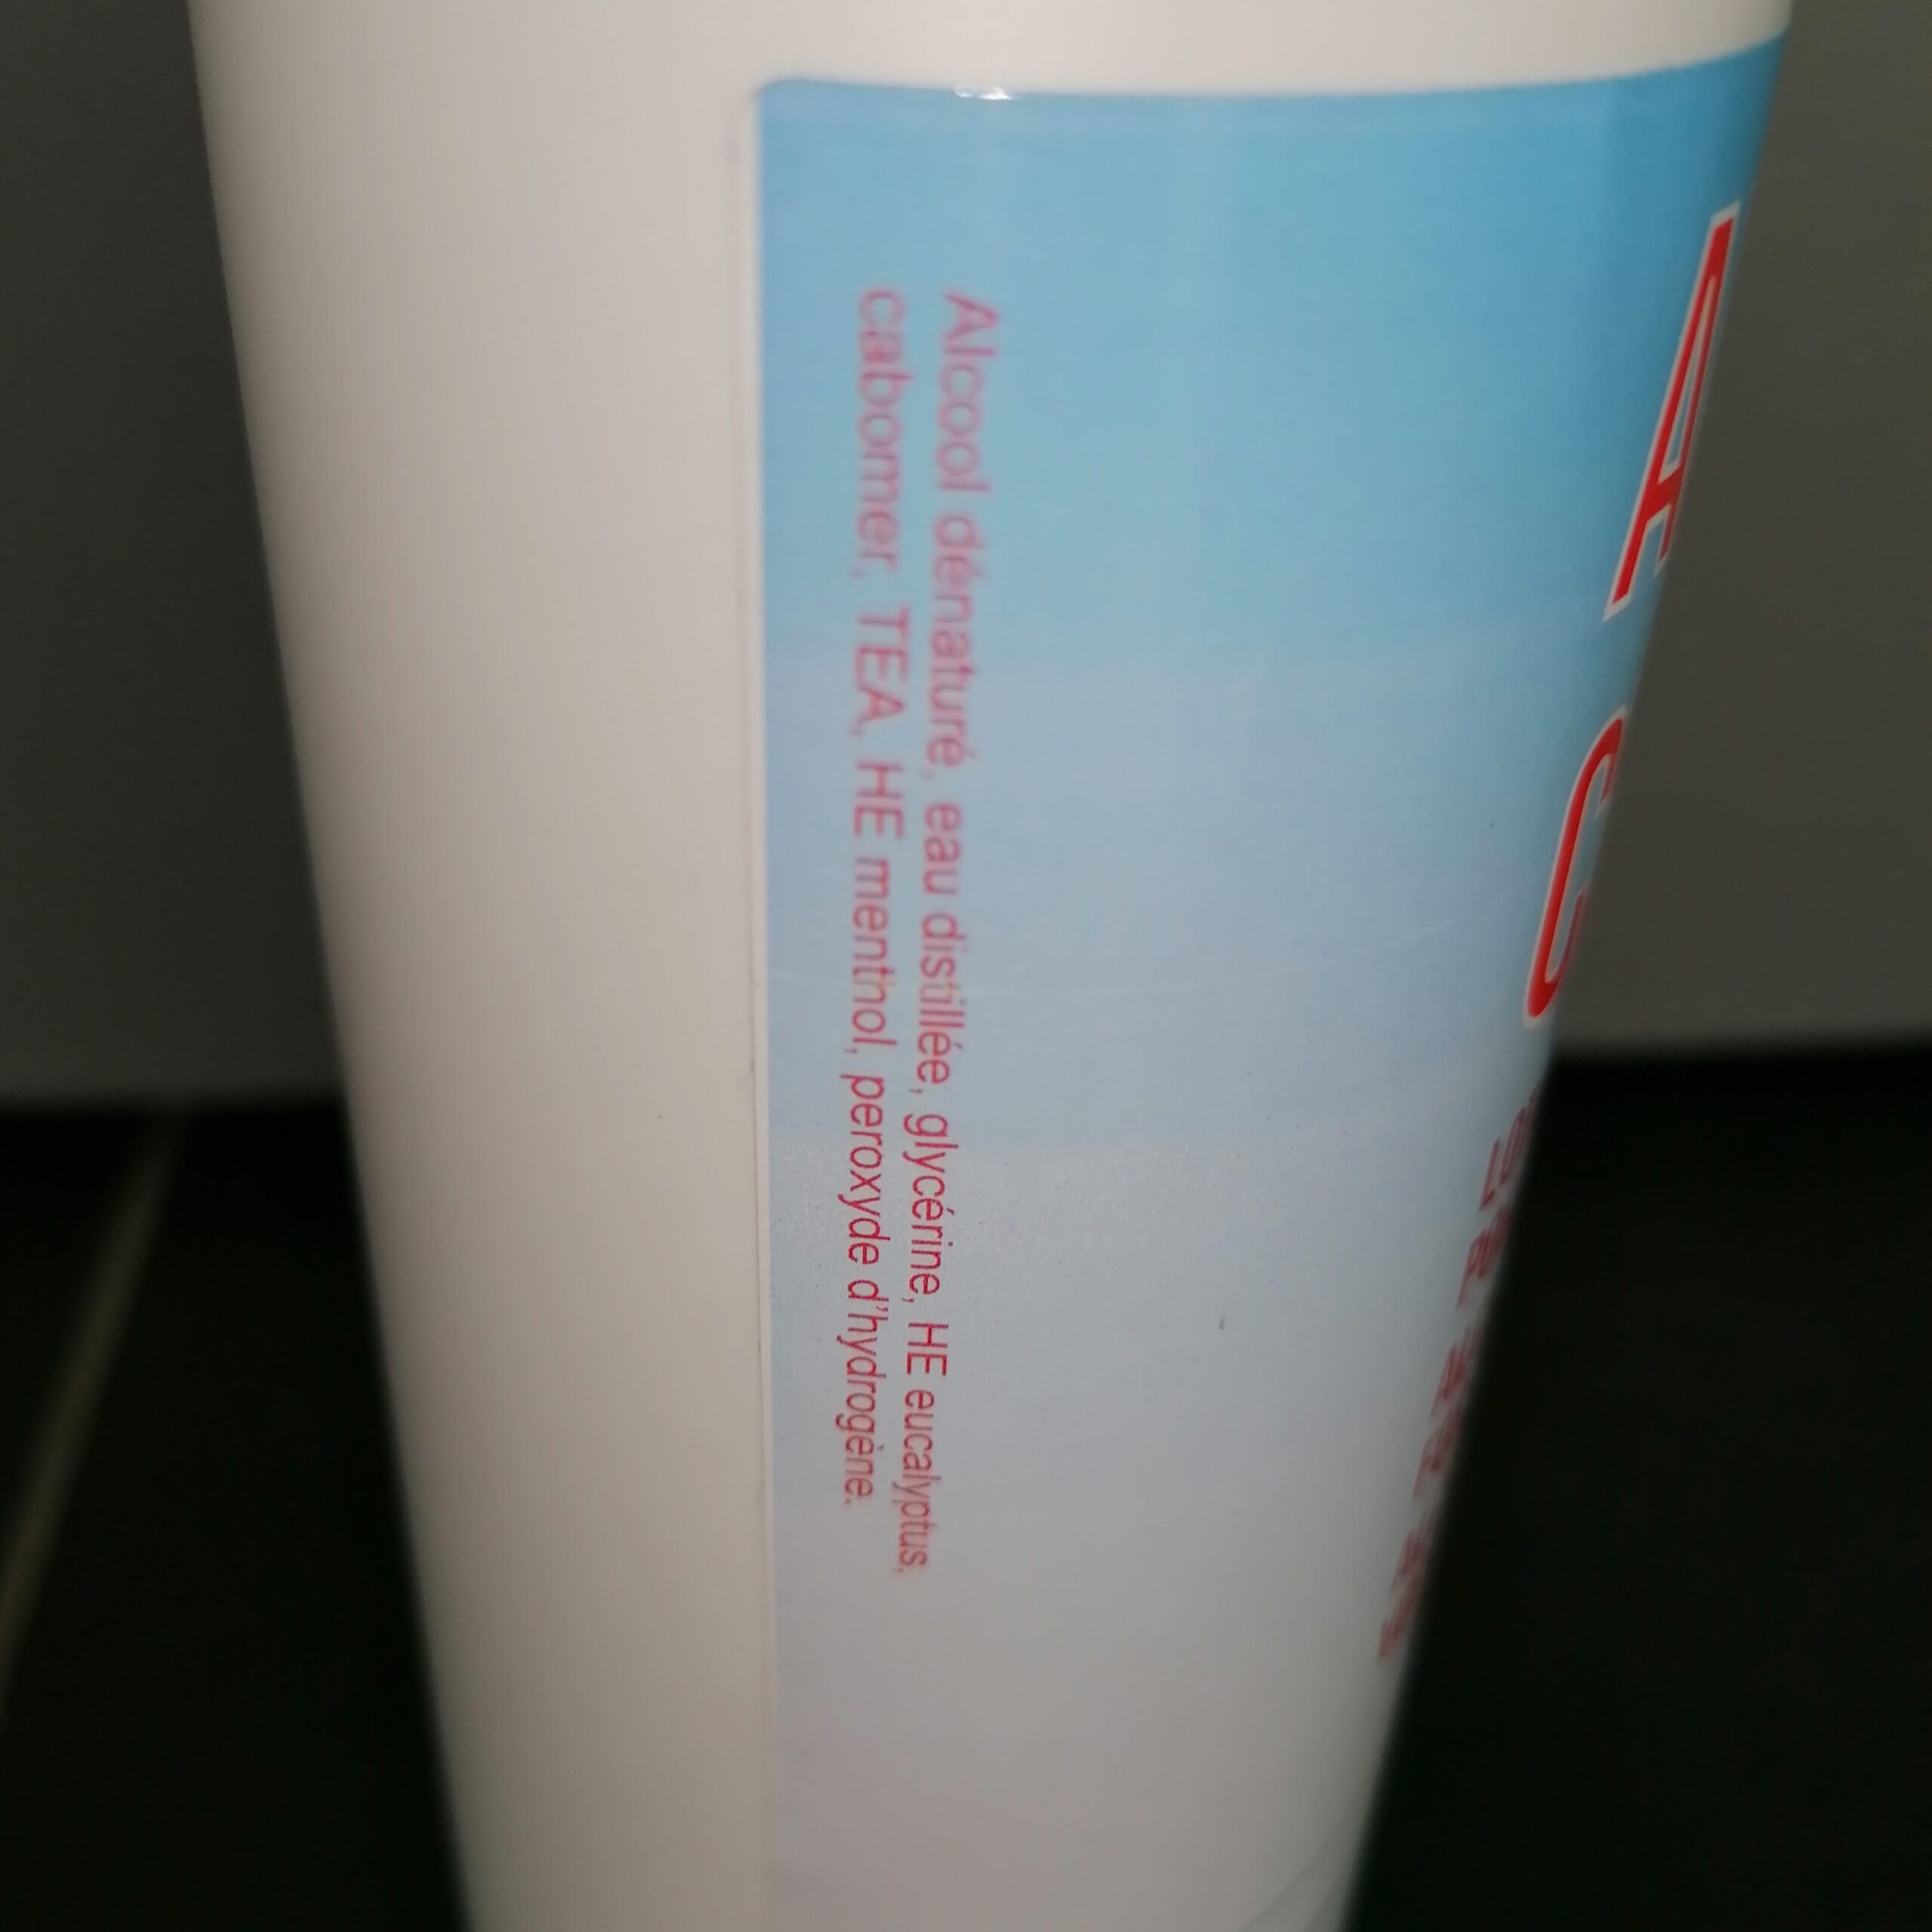 Alcool dénaturé, eau distillée, glycérine, HE eucalyptus,
cabomer, TEA, HE menthol, peroxyde d'hydrogène.
A C